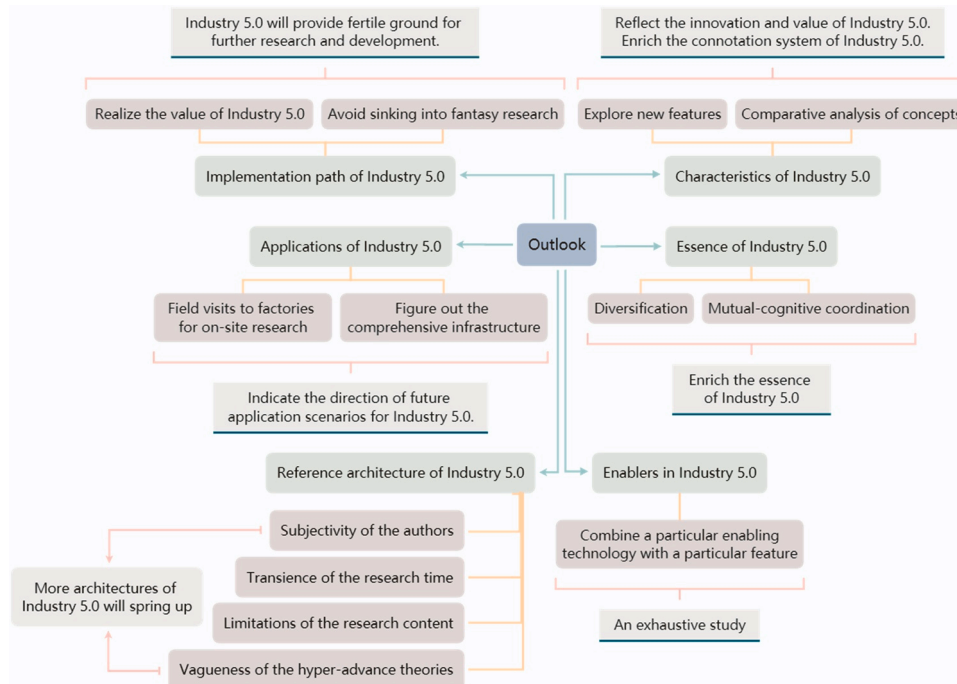 Industry 5.0 will provide fertile ground for
further research and development.
Reflect the innovation and value of Industry 5.0.
Enrich the connotation system of Industry 5.0.
Realize the value of Industry 5.0
Avoid sinking into fantasy research
Explore new features
Comparative analysis of concepts
Implementation path of Industry 5.0
Characteristics of Industry 5.0
Outlook
Applications of Industry 5.0
Essence of Industry 5.0
Field visits to factories
for on-site research
Figure out the
comprehensive infrastructure
Diversification
Mutual-cognitive coordination
Indicate the direction of future
application scenarios for Industry 5.0.
Enrich the essence
of Industry 5.0
Reference architecture of Industry 5.0
Enablers in Industry 5.0
Subjectivity of the authors
Transience of the research time
Limitations of the research content
Vagueness of the hyper-advance theories
More architectures of
Industry 5.0 will spring up
Combine a particular enabling
technology with a particular feature
An exhaustive study